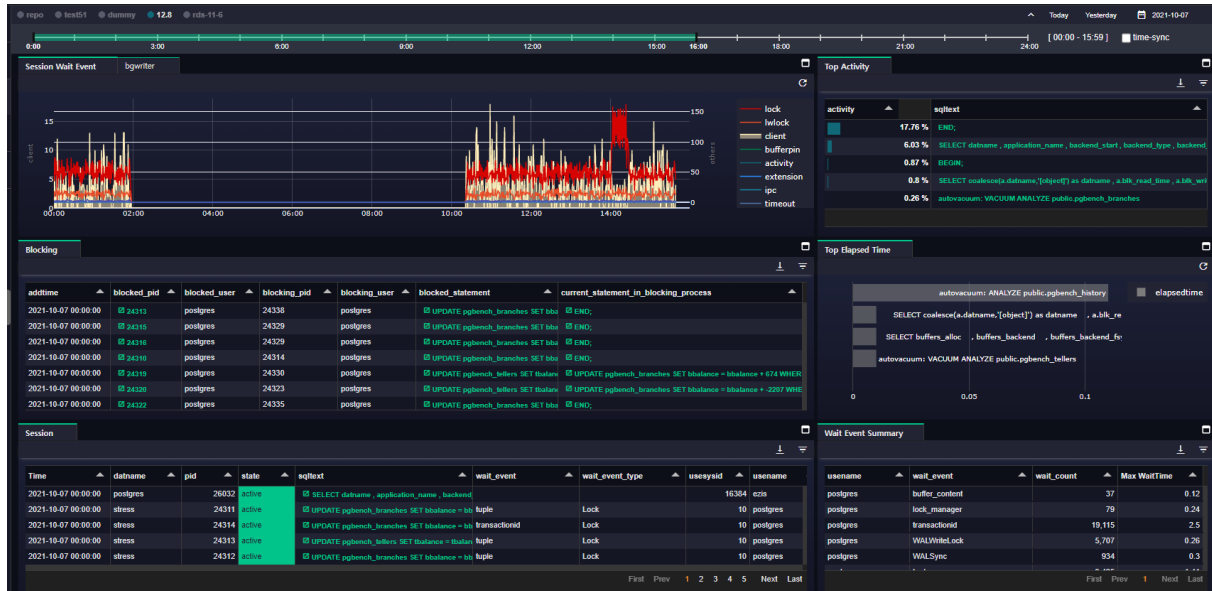 repo test51 dummy 12.8 rds-11-6 Today Yesterday 2021-10-07
0:00 3:00 6:00 9:00 12:00 15:00 16:00 18:00 21:00 24:00 [ 00:00 - 15:59 ] time-sync
Session Wait Event bgwriter
15
10
5
0
client
150
100
50
0
others
00:00 02:00 04:00 06:00 08:00 10:00 12:00 14:00
lock
lwlock
client
bufferpin
activity
extension
ipc
timeout
Top Activity
activity sqltext
17.76 % END;
6.03 % SELECT datname , application_name , backend_start , backend_type , backend_
0.87 % BEGIN;
0.8 % SELECT coalesce(a.datname,'[object]') as datname , a.blk_read_time , a.blk_wri
0.26 % autovacuum: VACUUM ANALYZE public.pgbench_branches
Blocking
addtime blocked_pid blocked_user blocking_pid blocking_user blocked_statement current_statement_in_blocking_process
2021-10-07 00:00:00 24313 postgres 24338 postgres UPDATE pgbench_branches SET bba END;
2021-10-07 00:00:00 24315 postgres 24329 postgres UPDATE pgbench_branches SET bba END;
2021-10-07 00:00:00 24316 postgres 24329 postgres UPDATE pgbench_branches SET bba END;
2021-10-07 00:00:00 24310 postgres 24314 postgres UPDATE pgbench_branches SET bba END;
2021-10-07 00:00:00 24319 postgres 24330 postgres UPDATE pgbench_tellers SET tbalan UPDATE pgbench_branches SET bbalance = bbalance + 674 WHER
2021-10-07 00:00:00 24320 postgres 24323 postgres UPDATE pgbench_tellers SET tbalan UPDATE pgbench_branches SET bbalance = bbalance + -2207 WHE
2021-10-07 00:00:00 24322 postgres 24335 postgres UPDATE pgbench_branches SET bba END;
Top Elapsed Time
autovacuum: ANALYZE public.pgbench_history
SELECT coalesce(a.datname,'[object]') as datname , a.blk_re
SELECT buffers_alloc , buffers_backend , buffers_backend_fs
autovacuum: VACUUM ANALYZE public.pgbench_tellers
0 0.05 0.1
elapsedtime
Session
Time datname pid state sqltext wait_event wait_event_type usesysid usename
2021-10-07 00:00:00 postgres 26032 active SELECT datname , application_name , backend 16384 ezis
2021-10-07 00:00:00 stress 24311 active UPDATE pgbench_branches SET bbalance = bb tuple Lock 10 postgres
2021-10-07 00:00:00 stress 24314 active UPDATE pgbench_branches SET bbalance = bb transactionid Lock 10 postgres
2021-10-07 00:00:00 stress 24313 active UPDATE pgbench_tellers SET tbalance = tbalan tuple Lock 10 postgres
2021-10-07 00:00:00 stress 24312 active UPDATE pgbench_branches SET bbalance = bb tuple Lock 10 postgres
First Prev 1 2 3 4 5 Next Last
Wait Event Summary
usename wait_event wait_count Max WaitTime
postgres buffer_content 37 0.12
postgres lock_manager 79 0.24
postgres transactionid 19,115 2.5
postgres WALWriteLock 5,707 0.26
postgres WALSync 934 0.3
First Prev 1 Next Last